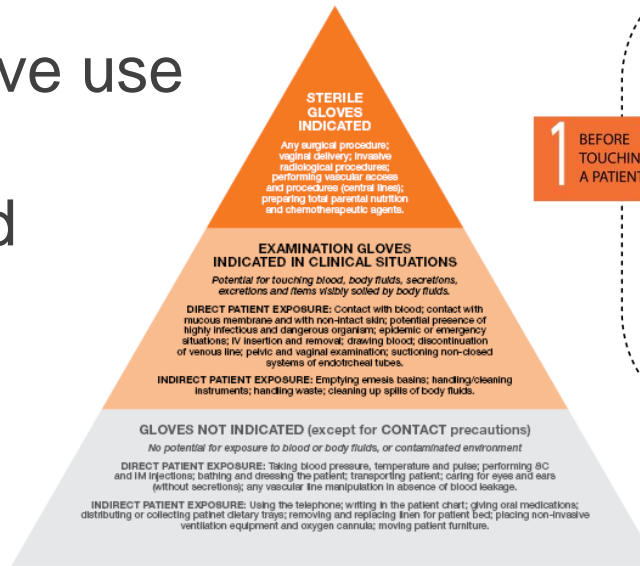 ve use
d
STERILE
GLOVES
INDICATED
Any surgical procedure;
vaginal delivery; invasive
radiological procedures;
performing vascular access
and procedures (central lines);
preparing total parental nutrition
and chemotherapeutic agents.
1 BEFORE
TOUCHIN
A PATIENT
EXAMINATION GLOVES
INDICATED IN CLINICAL SITUATIONS
Potential for touching blood, body fluids, secretions,
excretions and items visibly soiled by body fluids.
DIRECT PATIENT EXPOSURE: Contact with blood; contact with
mucous membrane and with non-intact skin; potential presence of
highly infectious and dangerous organism; epidemic or emergency
situations; IV insertion and removal; drawing blood; discontinuation
of venous line; pelvic and vaginal examination; suctioning non-closed
systems of endotrcheal tubes.
INDIRECT PATIENT EXPOSURE: Emptying emesis basins; handling/cleaning
instruments; handling waste; cleaning up spills of body fluids.
GLOVES NOT INDICATED (except for CONTACT precautions)
No potential for exposure to blood or body fluids, or contaminated environment
DIRECT PATIENT EXPOSURE: Taking blood pressure, temperature and pulse; performing SC
and IM injections; bathing and dressing the patient; transporting patient; caring for eyes and ears
(without secretions); any vascular line manipulation in absence of blood leakage.
INDIRECT PATIENT EXPOSURE: Using the telephone; writing in the patient chart; giving oral medications;
distributing or collecting patinet dietary trays; removing and replacing linen for patient bed; placing non-invasive
ventilation equipment and oxygen cannula; moving patient furniture.